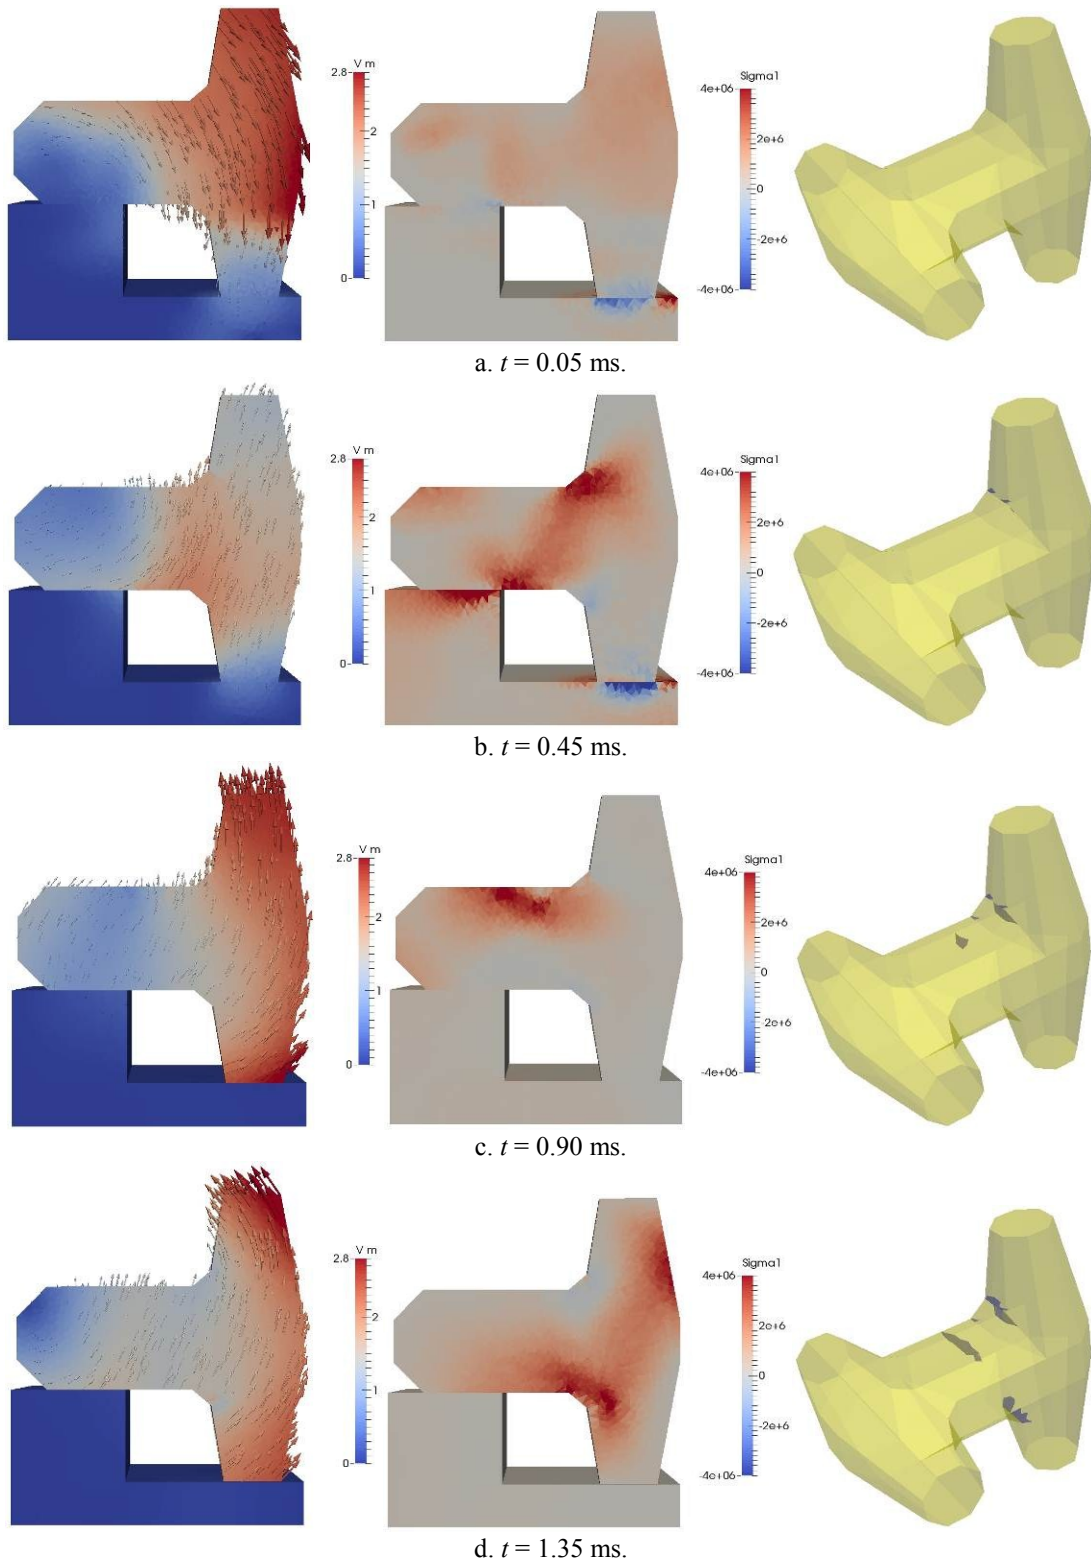 V m
2.8
2
1
0
Sigma1
4e+06
2e+6
0
-2e+6
-4e+06
a. t = 0.05 ms.
V m
2.8
2
1
0
Sigma1
4e+06
2e+6
0
-2e+6
-4e+06
b. t = 0.45 ms.
V m
2.8
2
1
0
Sigma1
4e+06
2e+6
0
-2e+6
-4e+06
c. t = 0.90 ms.
V m
2.8
2
1
0
Sigma1
4e+06
2e+6
0
-2e+6
-4e+06
d. t = 1.35 ms.